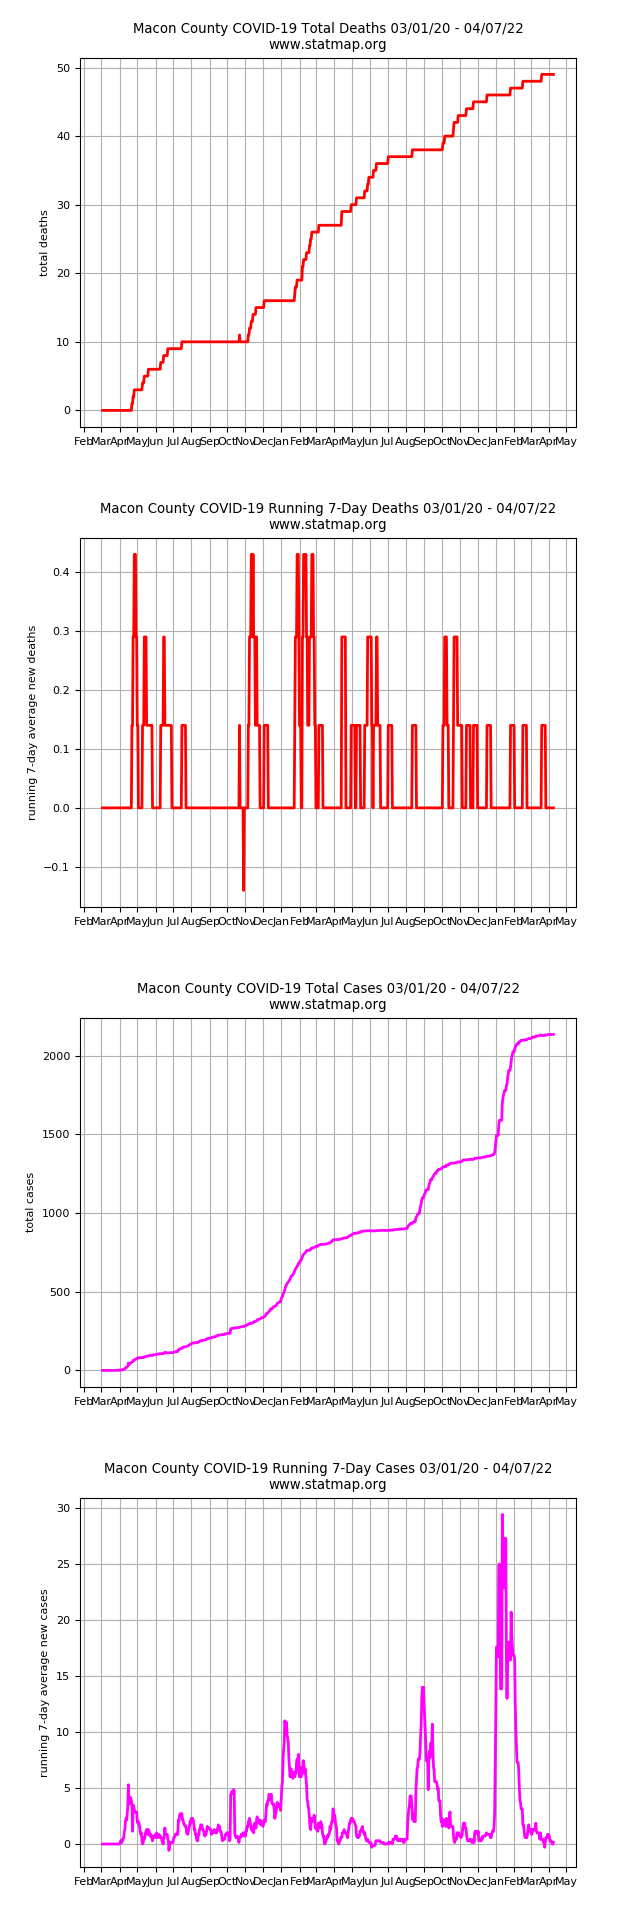 Macon County COVID-19 Total Deaths 03/01/20 - 04/07/22
www.statmap.org
total deaths
50
40
30
20
10
0
Feb Mar Apr May Jun Jul Aug Sep Oct Nov Dec Jan Feb Mar Apr May Jun Jul Aug Sep Oct Nov Dec Jan Feb Mar Apr May
Macon County COVID-19 Running 7-Day Deaths 03/01/20 - 04/07/22
www.statmap.org
running 7-day average new deaths
0.4
0.3
0.2
0.1
0.0
−0.1
Feb Mar Apr May Jun Jul Aug Sep Oct Nov Dec Jan Feb Mar Apr May Jun Jul Aug Sep Oct Nov Dec Jan Feb Mar Apr May
Macon County COVID-19 Total Cases 03/01/20 - 04/07/22
www.statmap.org
total cases
2000
1500
1000
500
0
Feb Mar Apr May Jun Jul Aug Sep Oct Nov Dec Jan Feb Mar Apr May Jun Jul Aug Sep Oct Nov Dec Jan Feb Mar Apr May
Macon County COVID-19 Running 7-Day Cases 03/01/20 - 04/07/22
www.statmap.org
running 7-day average new cases
30
25
20
15
10
5
0
Feb Mar Apr May Jun Jul Aug Sep Oct Nov Dec Jan Feb Mar Apr May Jun Jul Aug Sep Oct Nov Dec Jan Feb Mar Apr May